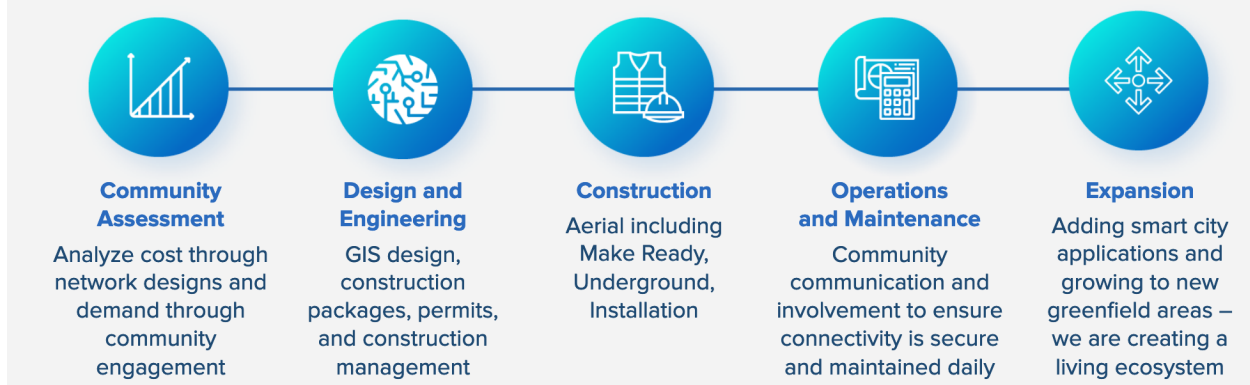 Community
Assessment
Analyze cost through
network designs and
demand through
community
engagement
Design and
Engineering
GIS design,
construction
packages, permits,
and construction
management
Construction
Aerial including
Make Ready,
Underground,
Installation
Operations
and Maintenance
Community
communication and
involvement to ensure
connectivity is secure
and maintained daily
Expansion
Adding smart city
applications and
growing to new
greenfield areas –
we are creating a
living ecosystem